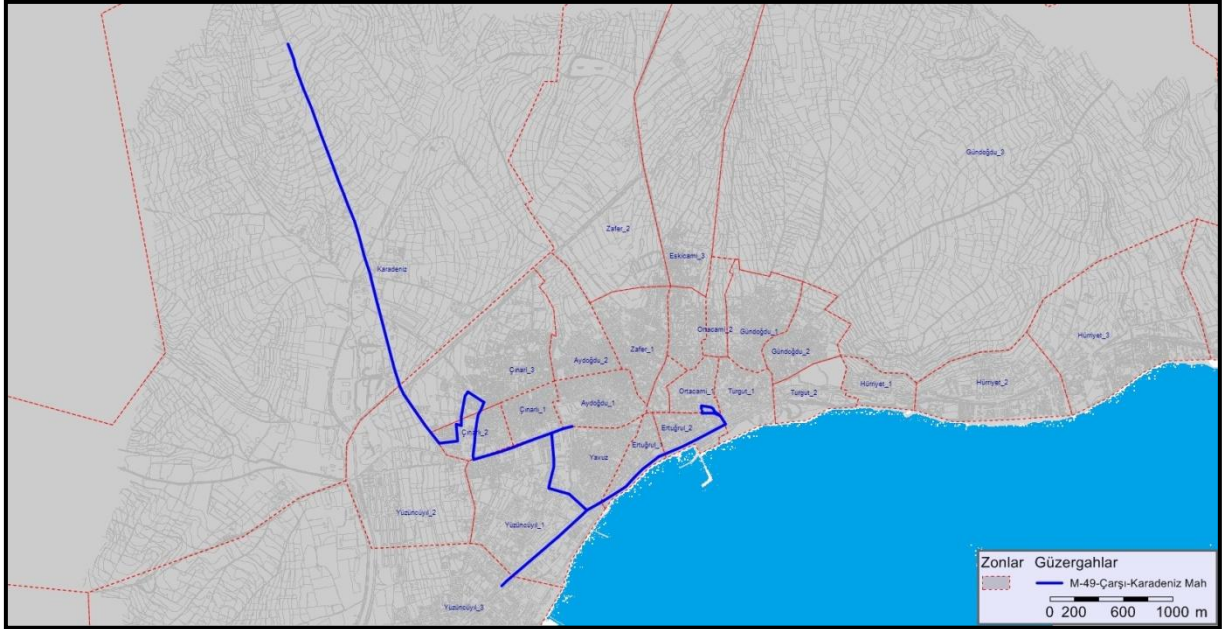 Gündoğdu_3
Zafer_2
Eskicami_3
Karadeniz
Ortacami_2
Gündoğdu_1
Hürriyet_3
Zafer_1
Gündoğdu_2
Aydoğdu_2
Çınarlı_3
Hürriyet_1
Hürriyet_2
Ortacami_1
Turgut_1
Turgut_2
Aydoğdu_1
Çınarlı_1
Ertuğrul_2
Çınarlı_2
Ertuğrul_1
Yavuz
Yüzüncüyıl_2
Yüzüncüyıl_1
Yüzüncüyıl_3
Zonlar Güzergahlar
M-49-Çarşı-Karadeniz Mah
0 200 600 1000 m